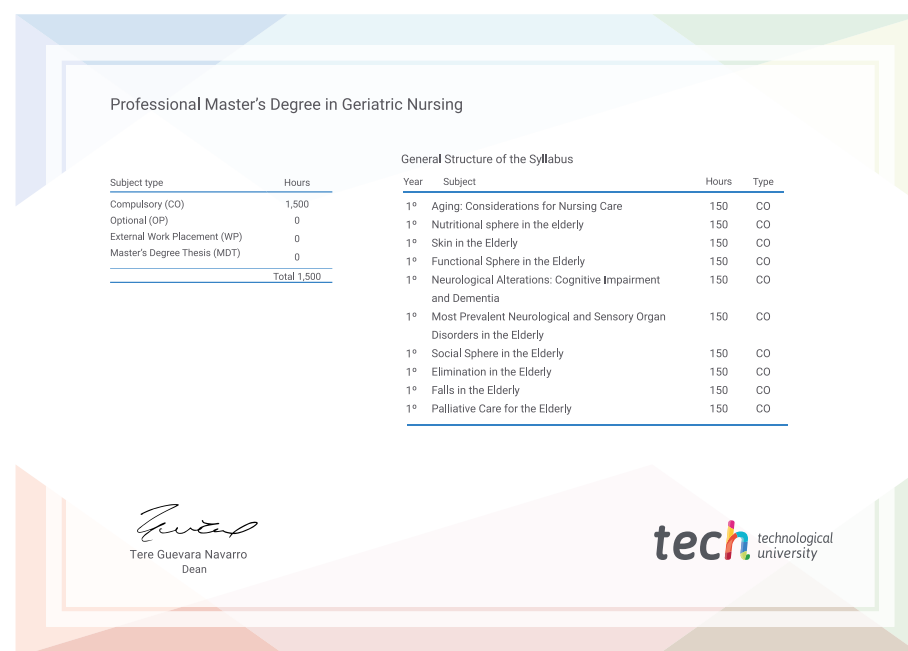 Professional Master's Degree in Geriatric Nursing
Subject type Hours
Compulsory (CO) 1,500
Optional (OP) 0
External Work Placement (WP) 0
Master's Degree Thesis (MDT) 0
Total 1,500
General Structure of the Syllabus
Year Subject Hours Type
1º Aging: Considerations for Nursing Care 150 CO
1º Nutritional sphere in the elderly 150 CO
1º Skin in the Elderly 150 CO
1º Functional Sphere in the Elderly 150 CO
1º Neurological Alterations: Cognitive Impairment 150 CO
and Dementia
1º Most Prevalent Neurological and Sensory Organ 150 CO
Disorders in the Elderly
1º Social Sphere in the Elderly 150 CO
1º Elimination in the Elderly 150 CO
1º Falls in the Elderly 150 CO
1º Palliative Care for the Elderly 150 CO
Tere Guevara Navarro
Dean
tech technological
university